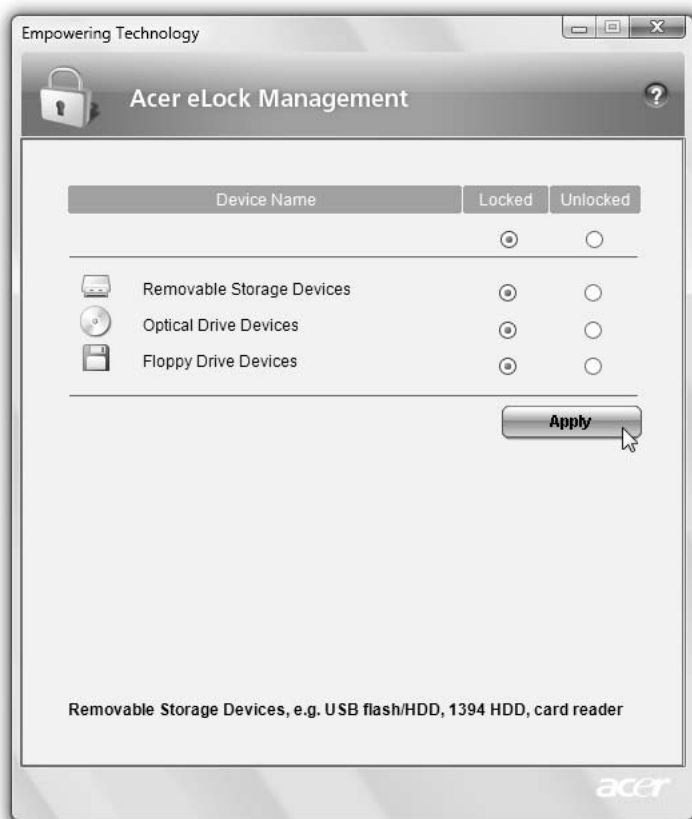 Empowering Technology
Acer eLock Management
?
Device Name Locked Unlocked
Removable Storage Devices
Optical Drive Devices
Floppy Drive Devices
Apply
Removable Storage Devices, e.g. USB flash/HDD, 1394 HDD, card reader
acer